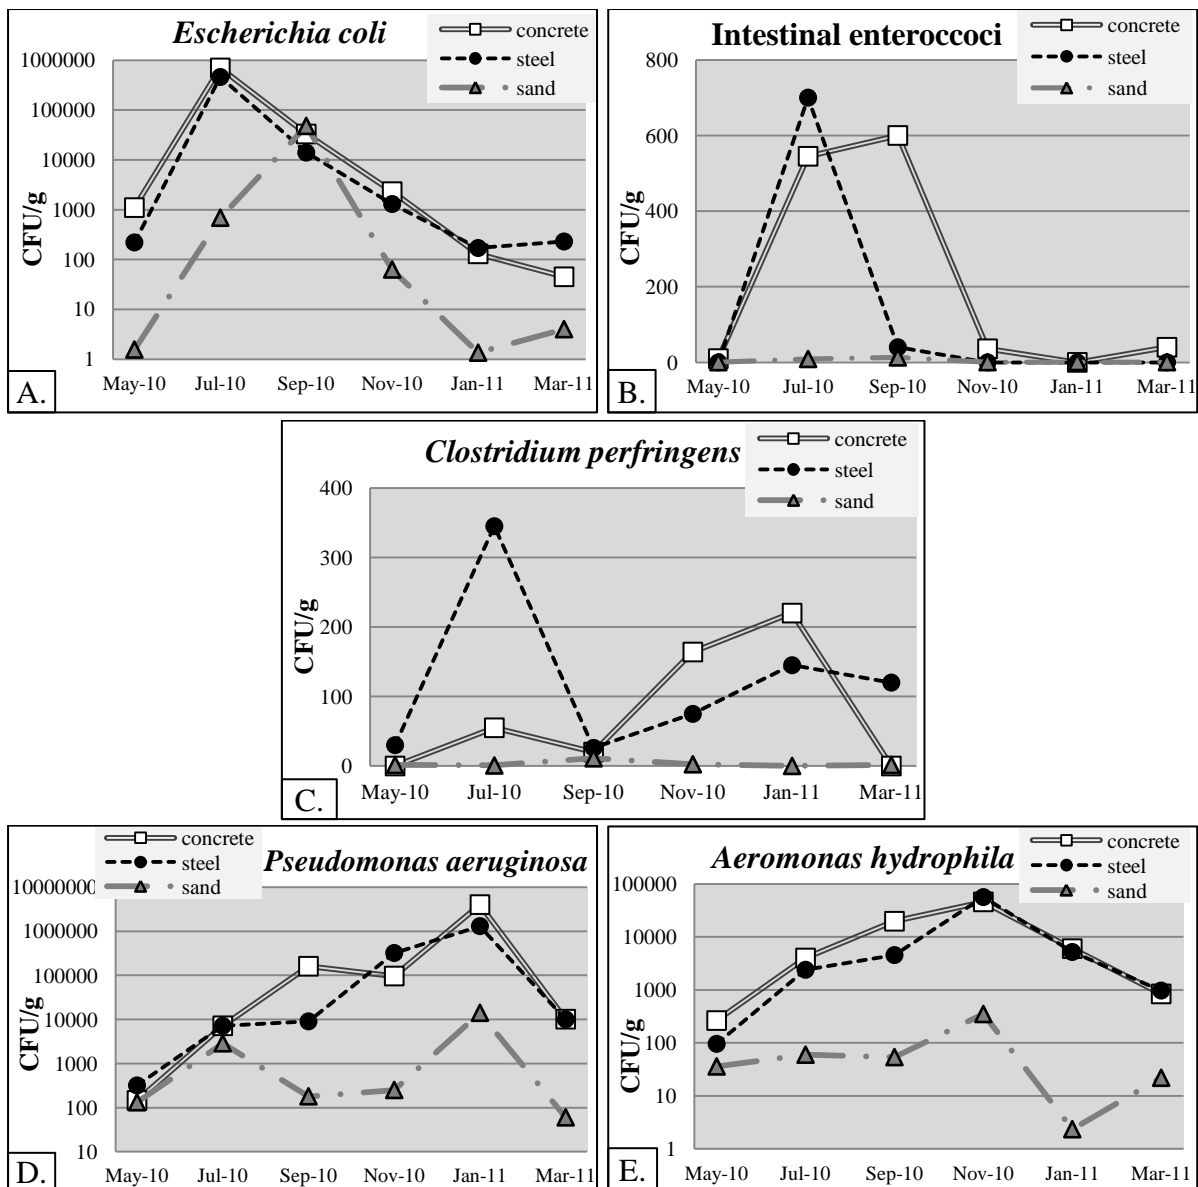 Escherichia coli
concrete
steel
sand
CFU/g
1000000
100000
10000
1000
100
10
1
May-10 Jul-10 Sep-10 Nov-10 Jan-11 Mar-11
A.
Intestinal enteroccoci
concrete
steel
sand
CFU/g
800
600
400
200
0
May-10 Jul-10 Sep-10 Nov-10 Jan-11 Mar-11
B.
Clostridium perfringens
concrete
steel
sand
CFU/g
400
300
200
100
0
May-10 Jul-10 Sep-10 Nov-10 Jan-11 Mar-11
C.
concrete
steel
sand
Pseudomonas aeruginosa
CFU/g
10000000
1000000
100000
10000
1000
100
10
May-10 Jul-10 Sep-10 Nov-10 Jan-11 Mar-11
D.
Aeromonas hydrophila
concrete
steel
sand
CFU/g
100000
10000
1000
100
10
1
May-10 Jul-10 Sep-10 Nov-10 Jan-11 Mar-11
E.